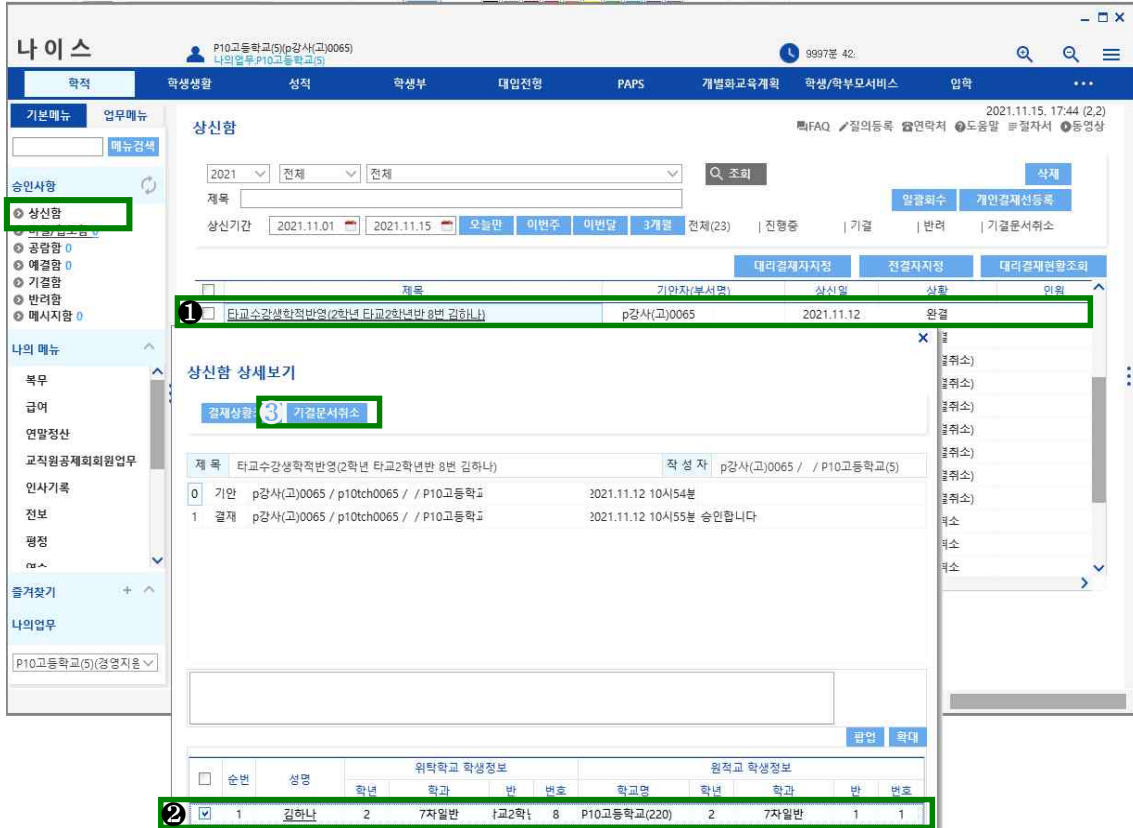 나이스
P10고등학교(5)(p강사(고)0065)
나의업무:P10고등학교(5)
9997분 42.
학적 학생생활 성적 학생부 대입전형 PAPS 개별화교육계획 학생/학부모서비스 입학
기본메뉴 업무메뉴
2021.11.15. 17:44 (2,2)
상신함
FAQ 질의등록 연락처 도움말 절차서 동영상
메뉴검색
2021 전체 전체 조회 삭제
승인사항
제목 일괄회수 개인결재선등록
상신함
상신기간 2021.11.01 2021.11.15 오늘만 이번주 이번달 3개월 전체(23) | 진행중 | 기결 | 반려 | 기결문서취소
공람함 0
예결함 0
기결함
반려함
메시지함 0
대리결재자지정 전결자지정 대리결재현황조회
제목 기안자(부서명) 상신일 상황 인원
❶ 타교수강생학적반영(2학년 타교2학년반 8번 김하나) p강사(고)0065 2021.11.12 완결
나의 메뉴
복무
급여
연말정산
교직원공제회회원업무
인사기록
전보
평정
즐겨찾기
나의업무
P10고등학교(5)(경영지원
상신함 상세보기
결재상황 ③ 기결문서취소
제 목 타교수강생학적반영(2학년 타교2학년반 8번 김하나) 작 성 자 p강사(고)0065 / / P10고등학교(5)
0 기안 p강사(고)0065 / p10tch0065 / / P10고등학교 2021.11.12 10시54분
1 결재 p강사(고)0065 / p10tch0065 / / P10고등학교 2021.11.12 10시55분 승인합니다
취소)
취소)
취소)
취소)
취소)
취소)
취소)
취소
취소
취소
팝업 확대
순번 성명 위탁학교 학생정보 원적교 학생정보
학년 학과 반 번호 학교명 학년 학과 반 번호
❷ 1 김하나 2 7차일반 교2학 8 P10고등학교(220) 2 7차일반 1 1